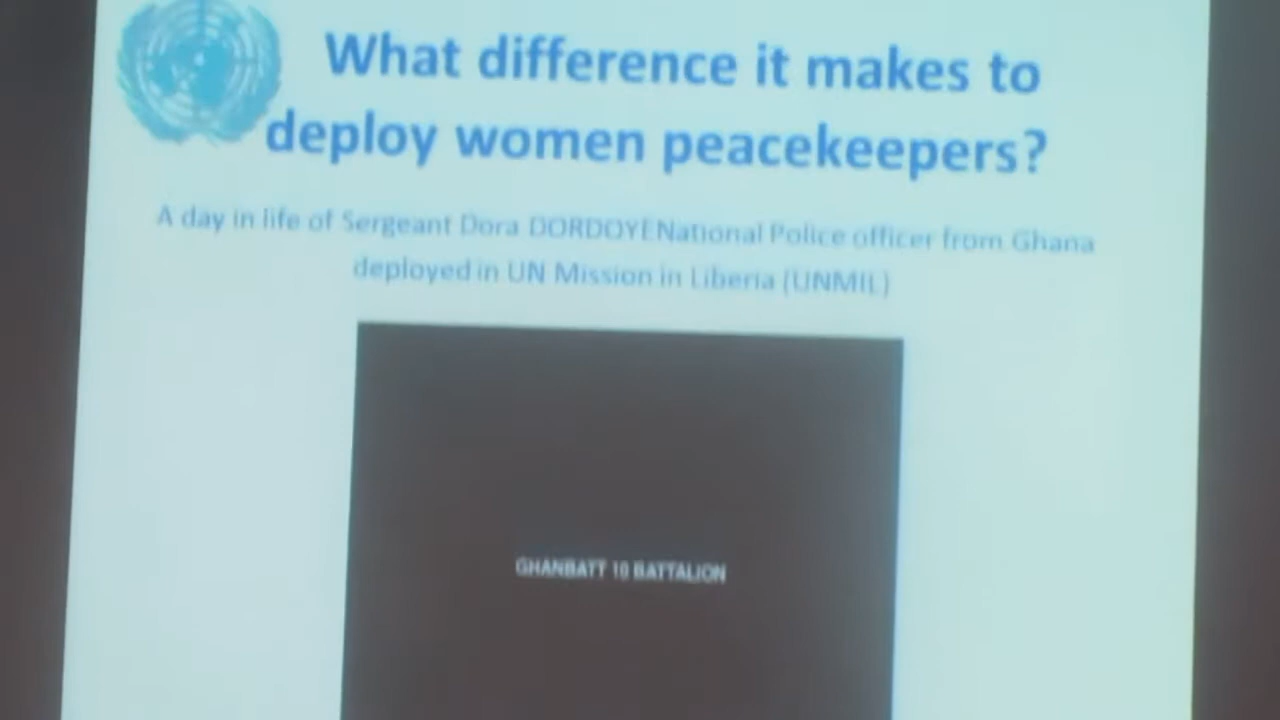 What difference it makes to
deploy women peacekeepers?
A day in life of Sergeant Dora DORDOYENational Police officer from Ghana
deployed in UN Mission in Liberia (UNMIL)
GHANBATT 10 BATTALION